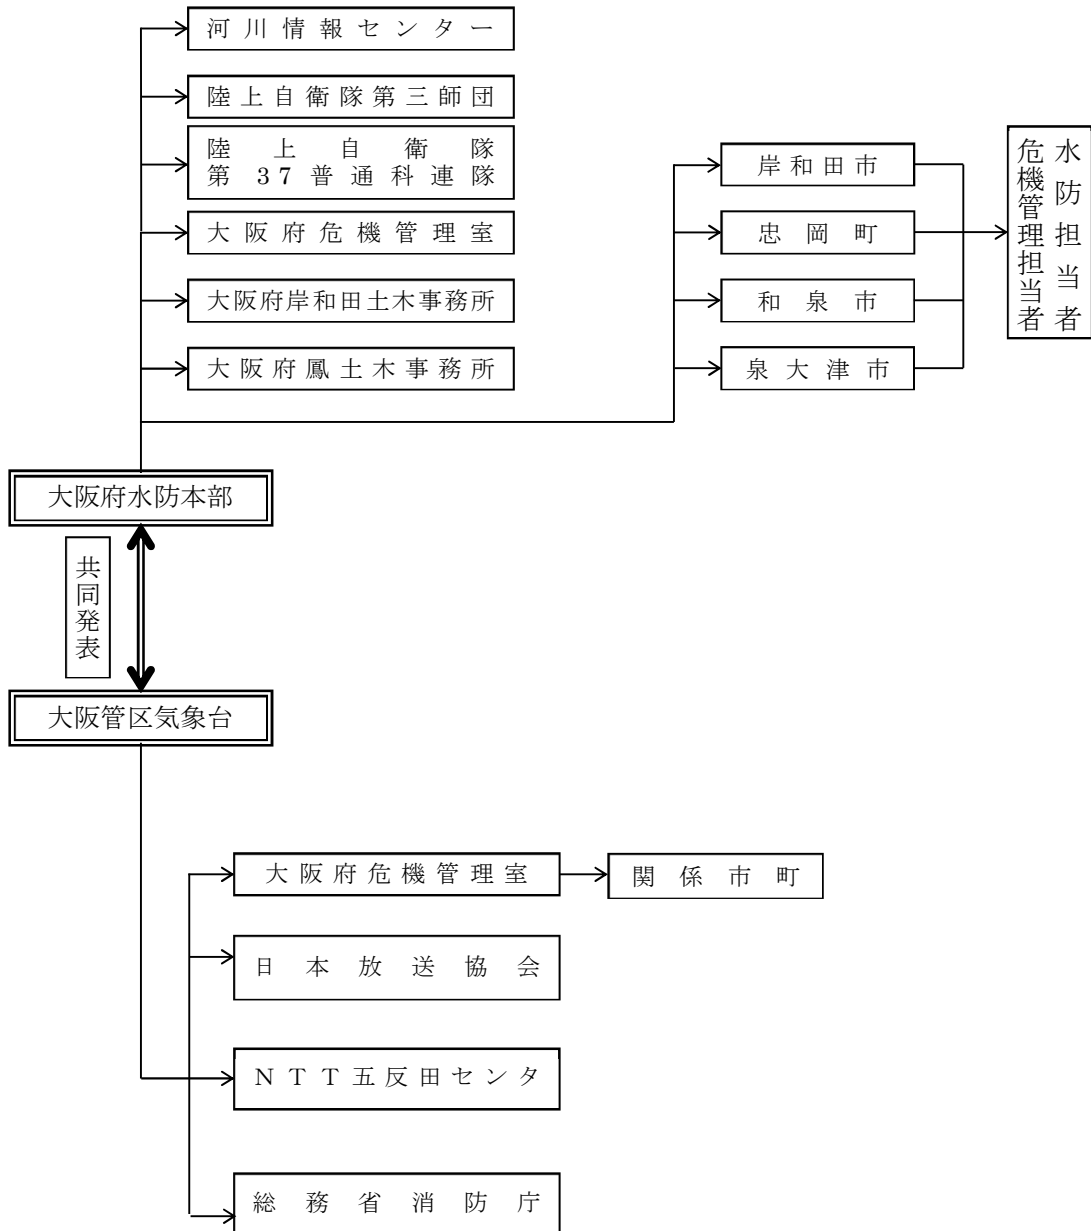 河川情報センター
陸上自衛隊第三師団
陸上自衛隊
第37普通科連隊
大阪府危機管理室
大阪府岸和田土木事務所
大阪府鳳土木事務所
岸和田市
忠岡町
和泉市
泉大津市
水防担当者
危機管理担当者
大阪府水防本部
共同発表
大阪管区気象台
大阪府危機管理室
関係市町
日本放送協会
NTT五反田センタ
総務省消防庁